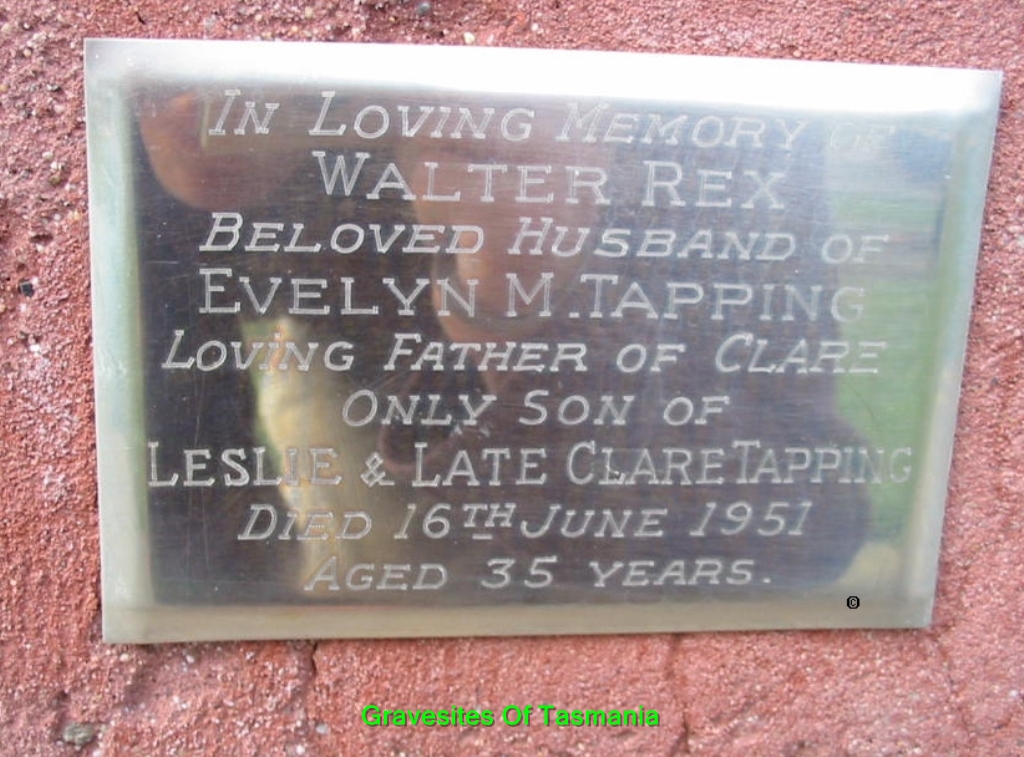 In Loving Memory of
Walter Rex
Beloved Husband of
Evelyn M. Tapping
Loving Father of Clare
Only Son of
Leslie & Late Clare Tapping
Died 16th June 1951
Aged 35 years.
©
Gravesites Of Tasmania